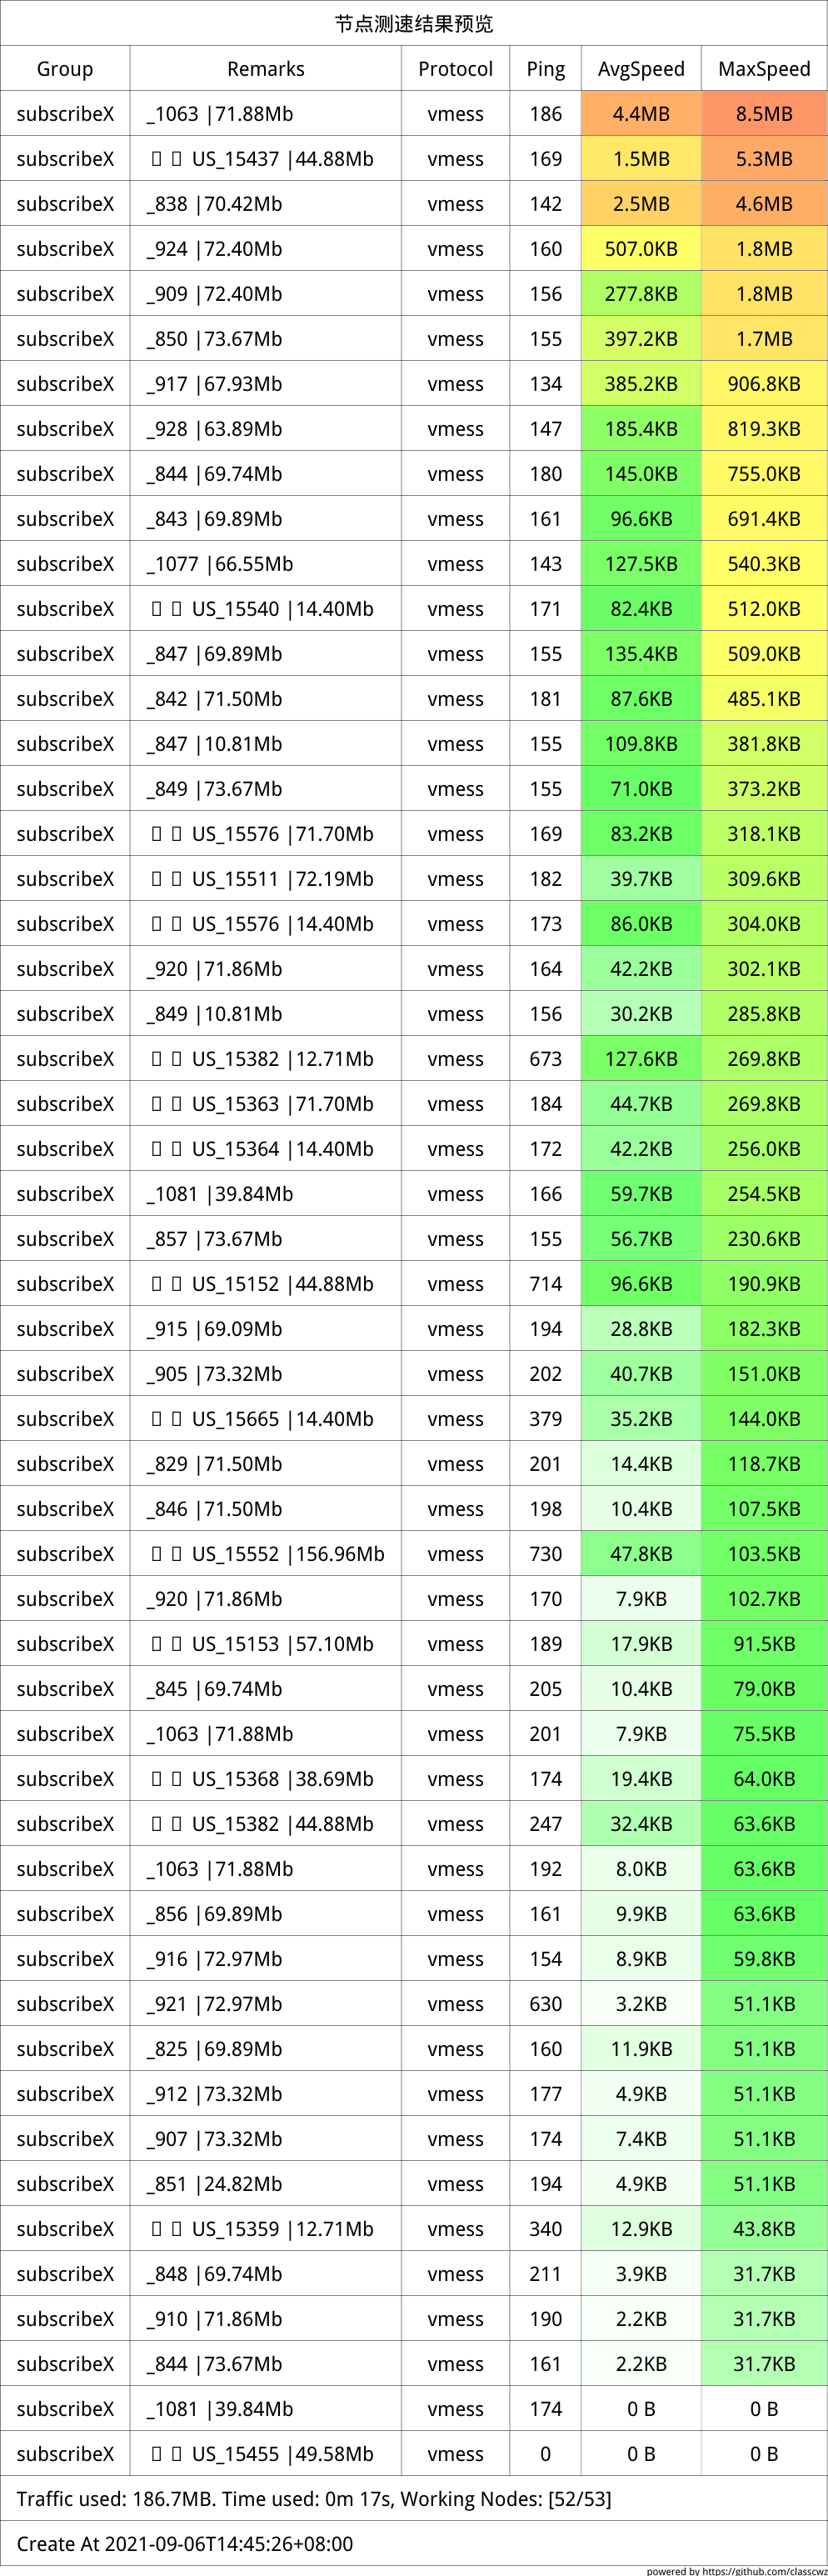 节点测速结果预览
Group Remarks Protocol Ping AvgSpeed MaxSpeed
subscribeX _1063 |71.88Mb vmess 186 4.4MB 8.5MB
subscribeX US_15437 |44.88Mb vmess 169 1.5MB 5.3MB
subscribeX _838 |70.42Mb vmess 142 2.5MB 4.6MB
subscribeX _924 |72.40Mb vmess 160 507.0KB 1.8MB
subscribeX _909 |72.40Mb vmess 156 277.8KB 1.8MB
subscribeX _850 |73.67Mb vmess 155 397.2KB 1.7MB
subscribeX _917 |67.93Mb vmess 134 385.2KB 906.8KB
subscribeX _928 |63.89Mb vmess 147 185.4KB 819.3KB
subscribeX _844 |69.74Mb vmess 180 145.0KB 755.0KB
subscribeX _843 |69.89Mb vmess 161 96.6KB 691.4KB
subscribeX _1077 |66.55Mb vmess 143 127.5KB 540.3KB
subscribeX US_15540 |14.40Mb vmess 171 82.4KB 512.0KB
subscribeX _847 |69.89Mb vmess 155 135.4KB 509.0KB
subscribeX _842 |71.50Mb vmess 181 87.6KB 485.1KB
subscribeX _847 |10.81Mb vmess 155 109.8KB 381.8KB
subscribeX _849 |73.67Mb vmess 155 71.0KB 373.2KB
subscribeX US_15576 |71.70Mb vmess 169 83.2KB 318.1KB
subscribeX US_15511 |72.19Mb vmess 182 39.7KB 309.6KB
subscribeX US_15576 |14.40Mb vmess 173 86.0KB 304.0KB
subscribeX _920 |71.86Mb vmess 164 42.2KB 302.1KB
subscribeX _849 |10.81Mb vmess 156 30.2KB 285.8KB
subscribeX US_15382 |12.71Mb vmess 673 127.6KB 269.8KB
subscribeX US_15363 |71.70Mb vmess 184 44.7KB 269.8KB
subscribeX US_15364 |14.40Mb vmess 172 42.2KB 256.0KB
subscribeX _1081 |39.84Mb vmess 166 59.7KB 254.5KB
subscribeX _857 |73.67Mb vmess 155 56.7KB 230.6KB
subscribeX US_15152 |44.88Mb vmess 714 96.6KB 190.9KB
subscribeX _915 |69.09Mb vmess 194 28.8KB 182.3KB
subscribeX _905 |73.32Mb vmess 202 40.7KB 151.0KB
subscribeX US_15665 |14.40Mb vmess 379 35.2KB 144.0KB
subscribeX _829 |71.50Mb vmess 201 14.4KB 118.7KB
subscribeX _846 |71.50Mb vmess 198 10.4KB 107.5KB
subscribeX US_15552 |156.96Mb vmess 730 47.8KB 103.5KB
subscribeX _920 |71.86Mb vmess 170 7.9KB 102.7KB
subscribeX US_15153 |57.10Mb vmess 189 17.9KB 91.5KB
subscribeX _845 |69.74Mb vmess 205 10.4KB 79.0KB
subscribeX _1063 |71.88Mb vmess 201 7.9KB 75.5KB
subscribeX US_15368 |38.69Mb vmess 174 19.4KB 64.0KB
subscribeX US_15382 |44.88Mb vmess 247 32.4KB 63.6KB
subscribeX _1063 |71.88Mb vmess 192 8.0KB 63.6KB
subscribeX _856 |69.89Mb vmess 161 9.9KB 63.6KB
subscribeX _916 |72.97Mb vmess 154 8.9KB 59.8KB
subscribeX _921 |72.97Mb vmess 630 3.2KB 51.1KB
subscribeX _825 |69.89Mb vmess 160 11.9KB 51.1KB
subscribeX _912 |73.32Mb vmess 177 4.9KB 51.1KB
subscribeX _907 |73.32Mb vmess 174 7.4KB 51.1KB
subscribeX _851 |24.82Mb vmess 194 4.9KB 51.1KB
subscribeX US_15359 |12.71Mb vmess 340 12.9KB 43.8KB
subscribeX _848 |69.74Mb vmess 211 3.9KB 31.7KB
subscribeX _910 |71.86Mb vmess 190 2.2KB 31.7KB
subscribeX _844 |73.67Mb vmess 161 2.2KB 31.7KB
subscribeX _1081 |39.84Mb vmess 174 0 B 0 B
subscribeX US_15455 |49.58Mb vmess 0 0 B 0 B
Traffic used: 186.7MB. Time used: 0m 17s, Working Nodes: [52/53]
Create At 2021-09-06T14:45:26+08:00
powered by https://github.com/classcwz